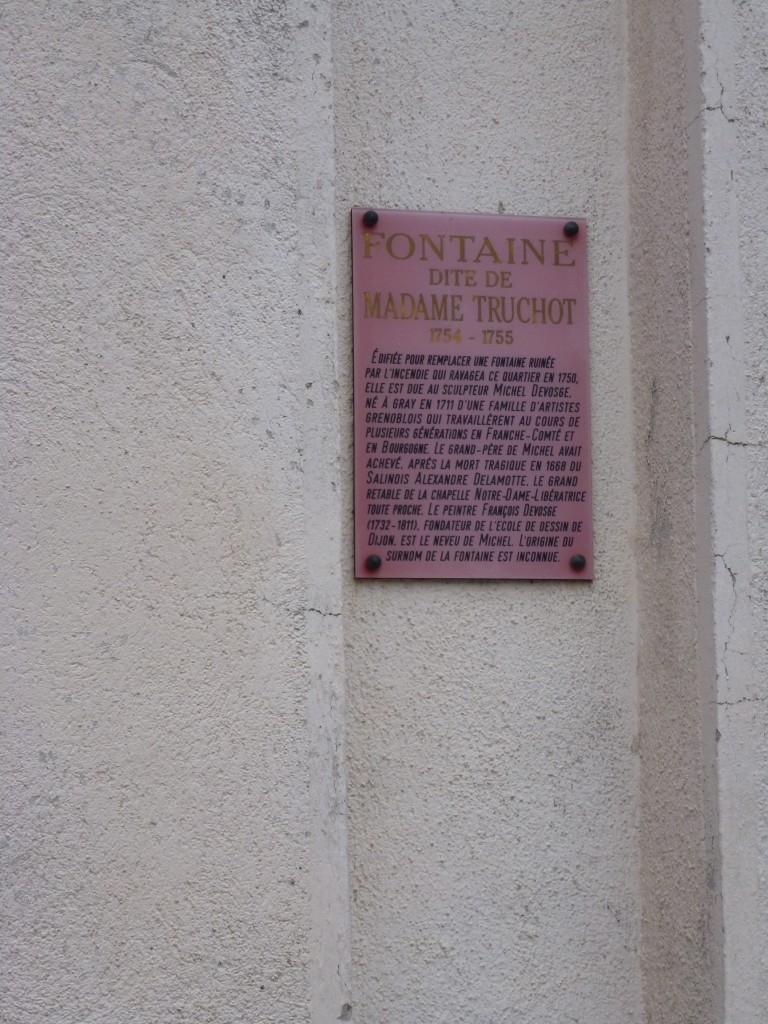 FONTAINE
DITE DE
MADAME TRUCHOT
1754 - 1755
ÉDIFIÉE POUR REMPLACER UNE FONTAINE RUINÉE
PAR L'INCENDIE QUI RAVAGEA CE QUARTIER EN 1750,
ELLE EST DUE AU SCULPTEUR MICHEL DEVOSGE,
NÉ À GRAY EN 1711 D'UNE FAMILLE D'ARTISTES
GRENOBLOIS QUI TRAVAILLÈRENT AU COURS DE
PLUSIEURS GÉNÉRATIONS EN FRANCHE-COMTÉ ET
EN BOURGOGNE. LE GRAND-PÈRE DE MICHEL AVAIT
ACHEVÉ, APRÈS LA MORT TRAGIQUE EN 1668 DU
SALINOIS ALEXANDRE DELAMOTTE, LE GRAND
RETABLE DE LA CHAPELLE NOTRE-DAME-LIBÉRATRICE
TOUTE PROCHE. LE PEINTRE FRANÇOIS DEVOSGE
(1732-1811), FONDATEUR DE L'ECOLE DE DESSIN DE
DIJON, EST LE NEVEU DE MICHEL. L'ORIGINE DU
SURNOM DE LA FONTAINE EST INCONNUE.